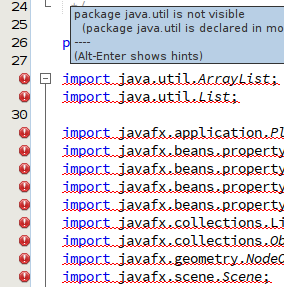 24
25
package java.util is not visible
(package java.util is declared in mo
----
(Alt-Enter shows hints)
26 p
27
import java.util.ArrayList;
import java.util.List;
30
import javafx.application.Pl
import javafx.beans.property
import javafx.beans.property
import javafx.beans.property
import javafx.beans.property
import javafx.collections.Li
import javafx.collections.Ob
import javafx.geometry.NodeO
import javafx.scene.Scene;